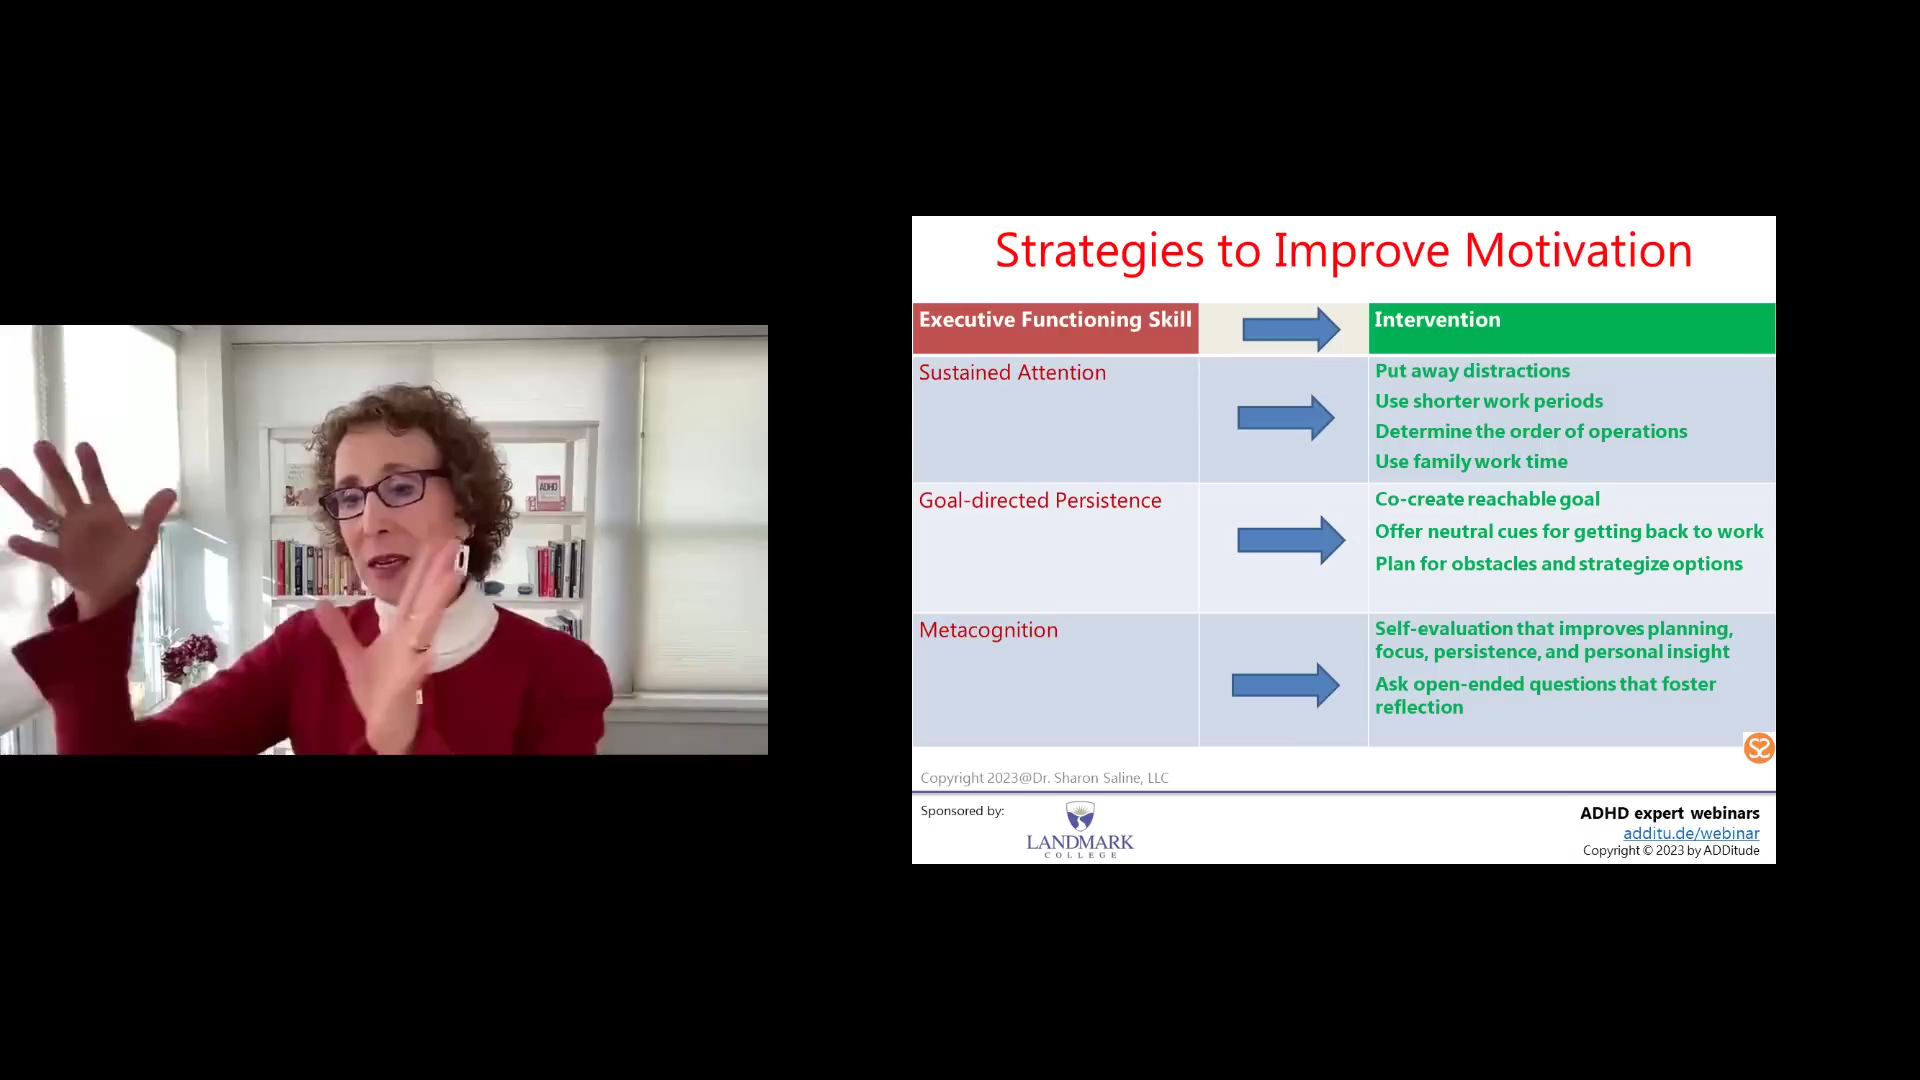 Strategies to Improve Motivation
Executive Functioning Skill
Intervention
Sustained Attention
Put away distractions
Use shorter work periods
Determine the order of operations
Use family work time
Goal-directed Persistence
Co-create reachable goal
Offer neutral cues for getting back to work
Plan for obstacles and strategize options
Metacognition
Self-evaluation that improves planning,
focus, persistence, and personal insight
Ask open-ended questions that foster
reflection
Copyright 2023@Dr. Sharon Saline, LLC
Sponsored by:
LANDMARK
COLLEGE
ADHD expert webinars
additu.de/webinar
Copyright © 2023 by ADDitude
ADHD